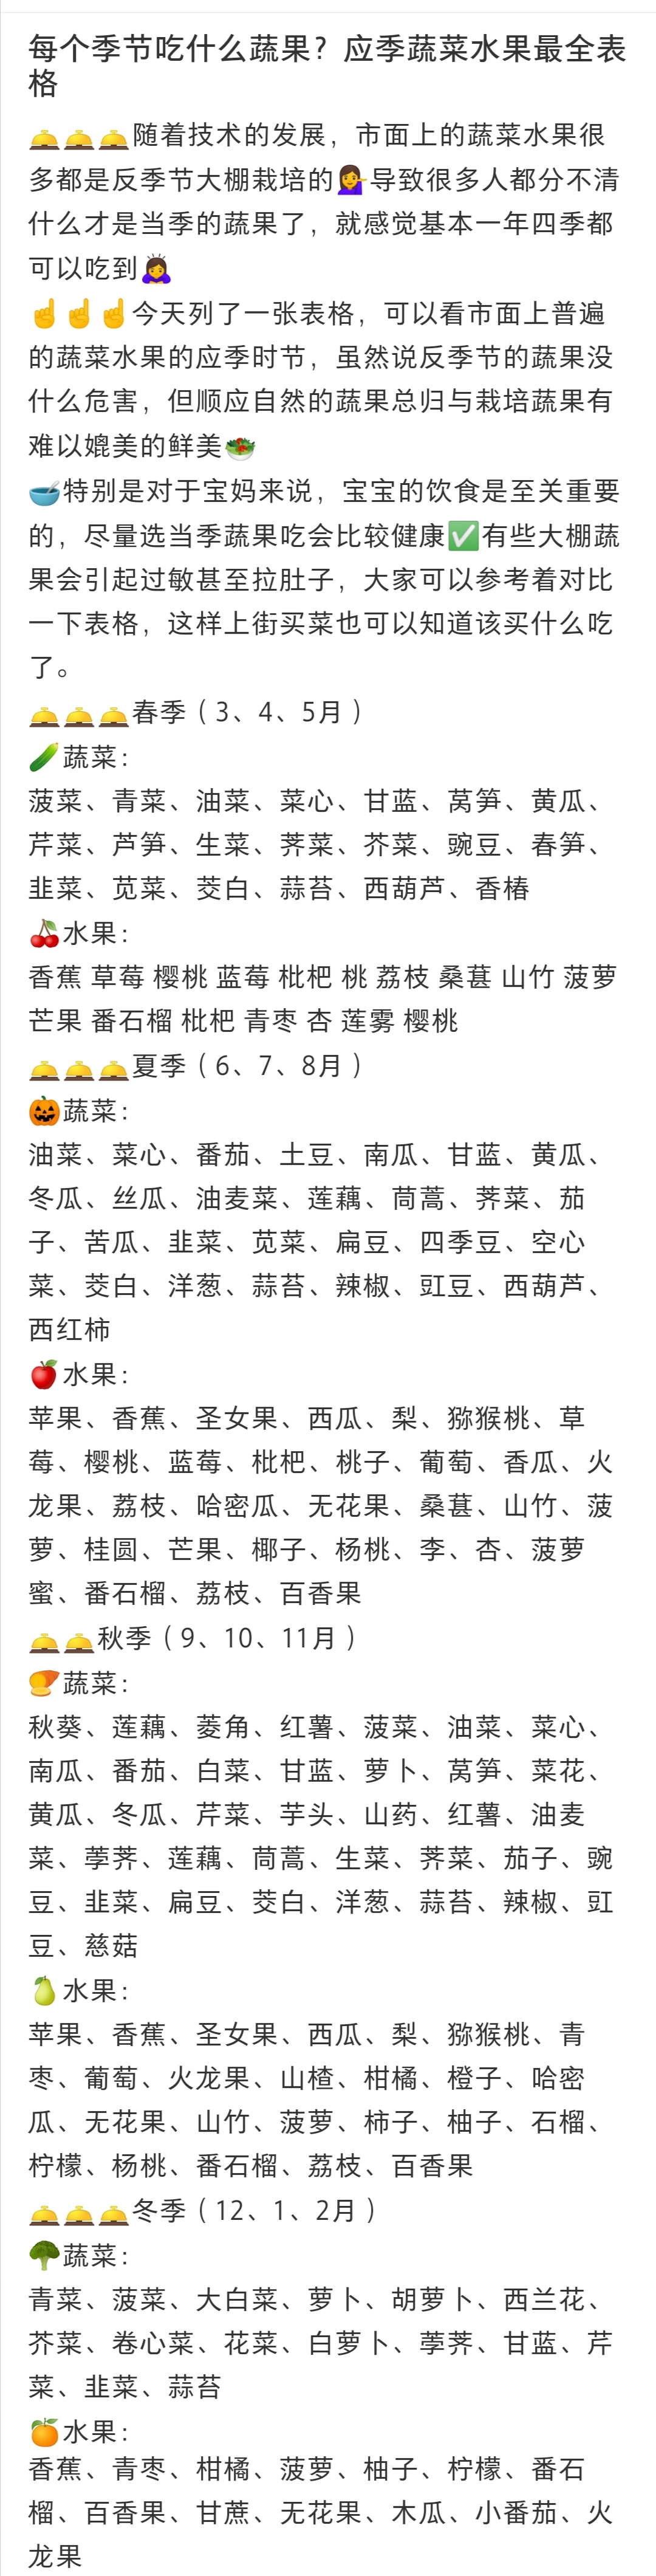 每个季节吃什么蔬果？应季蔬菜水果最全表
格
🛎🛎🛎随着技术的发展，市面上的蔬菜水果很
多都是反季节大棚栽培的💁‍♀️导致很多人都分不清
什么才是当季的蔬果了，就感觉基本一年四季都
可以吃到🙇‍♀️
☝☝☝今天列了一张表格，可以看市面上普遍
的蔬菜水果的应季时节，虽然说反季节的蔬果没
什么危害，但顺应自然的蔬果总归与栽培蔬果有
难以媲美的鲜美🥗
🥣特别是对于宝妈来说，宝宝的饮食是至关重要
的，尽量选当季蔬果吃会比较健康✅有些大棚蔬
果会引起过敏甚至拉肚子，大家可以参考着对比
一下表格，这样上街买菜也可以知道该买什么吃
了。
🛎🛎🛎春季（3、4、5月）
🥒蔬菜：
菠菜、青菜、油菜、菜心、甘蓝、莴笋、黄瓜、
芹菜、芦笋、生菜、荠菜、芥菜、豌豆、春笋、
韭菜、苋菜、茭白、蒜苔、西葫芦、香椿
🍒水果：
香蕉 草莓 樱桃 蓝莓 枇杷 桃 荔枝 桑葚 山竹 菠萝
芒果 番石榴 枇杷 青枣 杏 莲雾 樱桃
🛎🛎🛎夏季（6、7、8月）
🎃蔬菜：
油菜、菜心、番茄、土豆、南瓜、甘蓝、黄瓜、
冬瓜、丝瓜、油麦菜、莲藕、茼蒿、荠菜、茄
子、苦瓜、韭菜、苋菜、扁豆、四季豆、空心
菜、茭白、洋葱、蒜苔、辣椒、豇豆、西葫芦、
西红柿
🍎水果：
苹果、香蕉、圣女果、西瓜、梨、猕猴桃、草
莓、樱桃、蓝莓、枇杷、桃子、葡萄、香瓜、火
龙果、荔枝、哈密瓜、无花果、桑葚、山竹、菠
萝、桂圆、芒果、椰子、杨桃、李、杏、菠萝
蜜、番石榴、荔枝、百香果
🛎🛎秋季（9、10、11月）
🍠蔬菜：
秋葵、莲藕、菱角、红薯、菠菜、油菜、菜心、
南瓜、番茄、白菜、甘蓝、萝卜、莴笋、菜花、
黄瓜、冬瓜、芹菜、芋头、山药、红薯、油麦
菜、荸荠、莲藕、茼蒿、生菜、荠菜、茄子、豌
豆、韭菜、扁豆、茭白、洋葱、蒜苔、辣椒、豇
豆、慈菇
🍐水果：
苹果、香蕉、圣女果、西瓜、梨、猕猴桃、青
枣、葡萄、火龙果、山楂、柑橘、橙子、哈密
瓜、无花果、山竹、菠萝、柿子、柚子、石榴、
柠檬、杨桃、番石榴、荔枝、百香果
🛎🛎🛎冬季（12、1、2月）
🥦蔬菜：
青菜、菠菜、大白菜、萝卜、胡萝卜、西兰花、
芥菜、卷心菜、花菜、白萝卜、荸荠、甘蓝、芹
菜、韭菜、蒜苔
🍊水果：
香蕉、青枣、柑橘、菠萝、柚子、柠檬、番石
榴、百香果、甘蔗、无花果、木瓜、小番茄、火
龙果